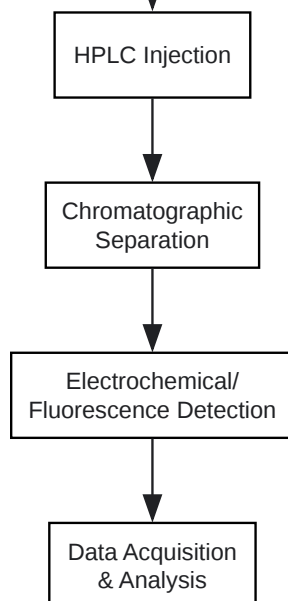 HPLC Injection
Chromatographic
Separation
Electrochemical/
Fluorescence Detection
Data Acquisition
& Analysis